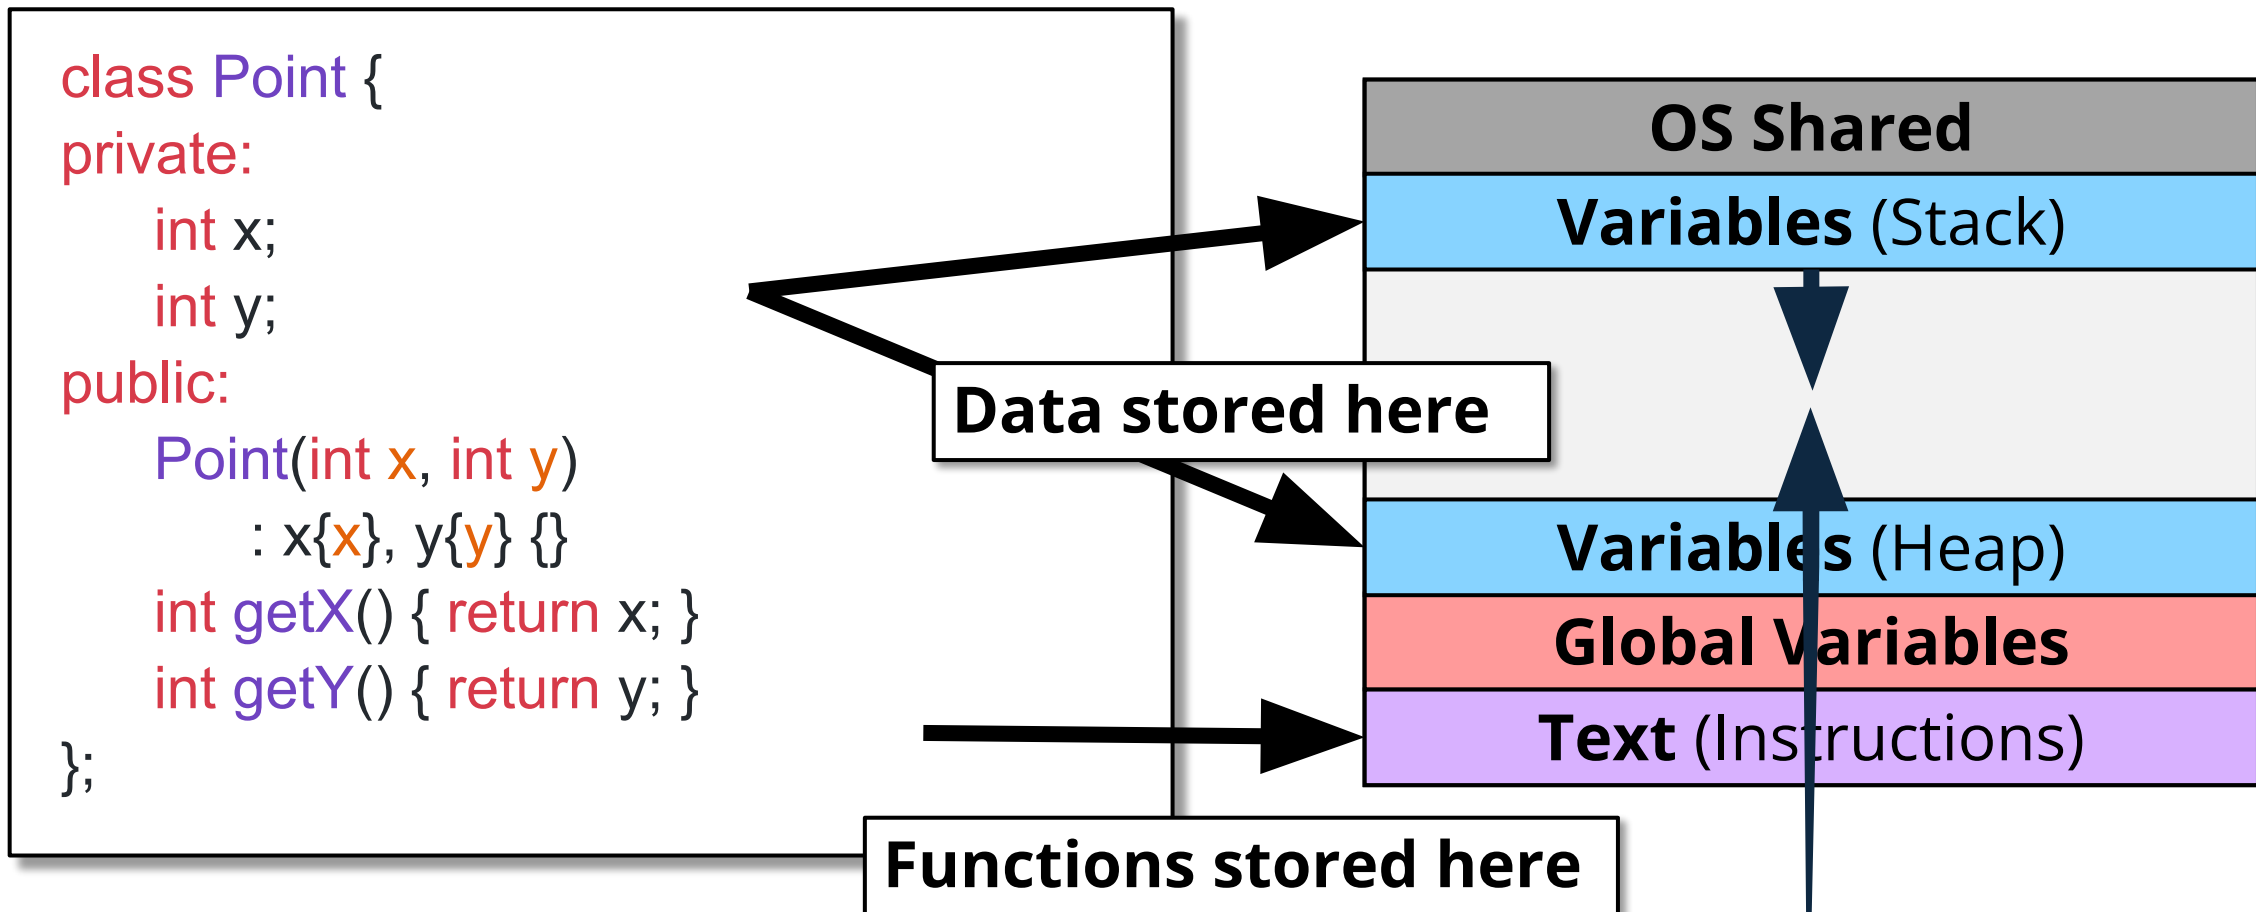 class Point {
private:
int x;
int y;
public:
Point(int x, int y)
: x{x}, y{y} {}
int getX() { return x; }
int getY() { return y; }
};
Data stored here
Functions stored here
OS Shared
Variables (Stack)
Variables (Heap)
Global Variables
Text (Instructions)